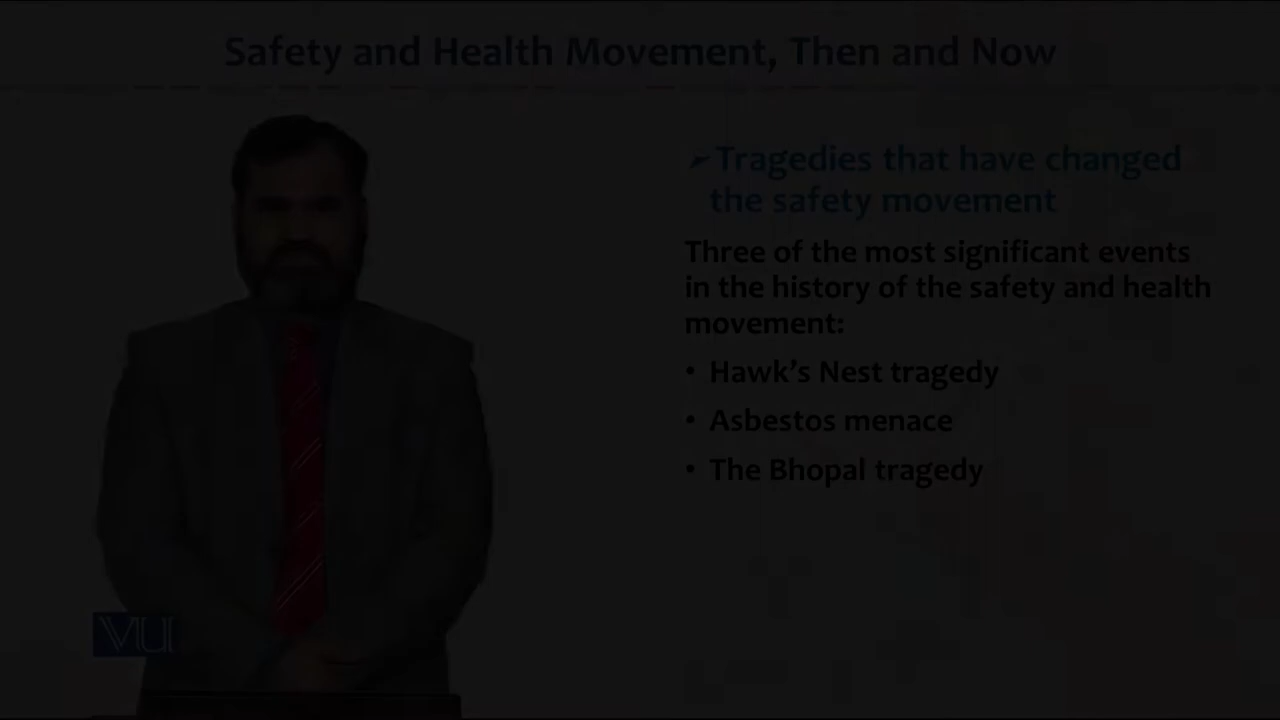 Safety and Health Movement, Then and Now
➢Tragedies that have changed
the safety movement
Three of the most significant events
in the history of the safety and health
movement:
• Hawk's Nest tragedy
• Asbestos menace
• The Bhopal tragedy
VU